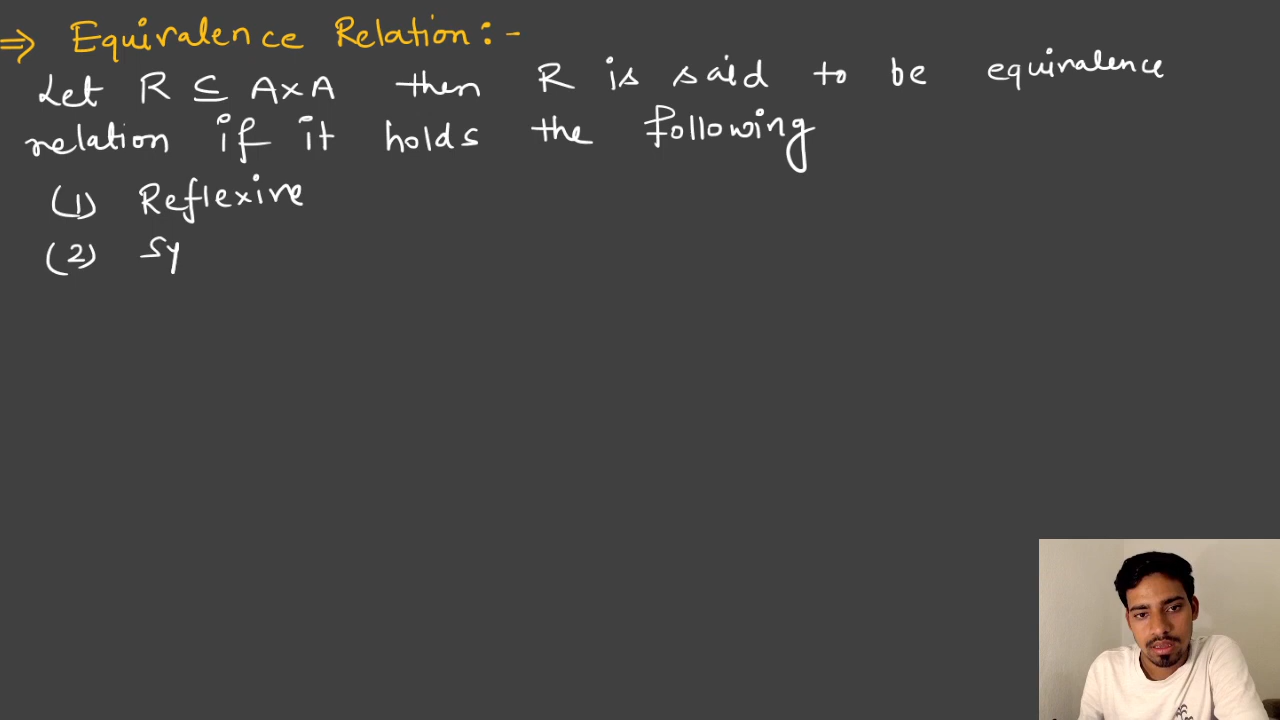 ⇒ Equivalence Relation:-
Let R ⊆ A×A then R is said to be equivalence
relation if it holds the following
(1) Reflexive
(2) Sy